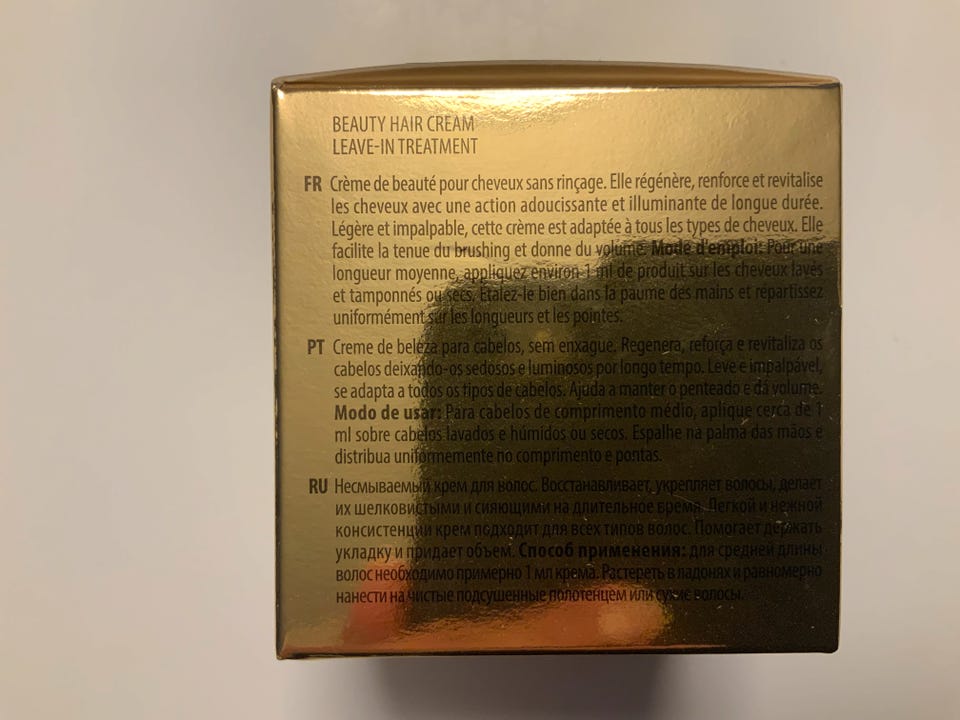 BEAUTY HAIR CREAM
LEAVE-IN TREATMENT
FR Crème de beauté pour cheveux sans rinçage. Elle régénère, renforce et revitalise
les cheveux avec une action adoucissante et illuminante de longue durée.
Légère et impalpable, cette crème est adaptée à tous les types de cheveux. Elle
facilite la tenue du brushing et donne du volume. Mode d'emploi: Pour une
longueur moyenne, appliquez environ 1 ml de produit sur les cheveux lavés
et tamponnés ou secs. Etalez-le bien dans la paume des mains et répartissez
uniformément sur les longueurs et les pointes.
PT Creme de beleza para cabelos, sem enxague. Regenera, reforça e revitaliza os
cabelos deixando-os sedosos e luminosos por longo tempo. Leve e impalpável,
se adapta a todos os tipos de cabelos. Ajuda a manter o penteado e dá volume.
Modo de usar: Para cabelos de comprimento médio, aplique cerca de 1
ml sobre cabelos lavados e húmidos ou secos. Espalhe na palma das mãos e
distribua uniformemente no comprimento e pontas.
RU Несмываемый крем для волос. Восстанавливает, укрепляет волосы, делает
их шелковистыми и сияющими на длительное время. Легкой и нежной
консистенции крем подходит для всех типов волос. Помогает держать
укладку и придает объем. Способ применения: для средней длины
волос необходимо примерно 1 мл крема. Растереть в ладонях и равномерно
нанести на чистые подсушенные полотенцем или сухие волосы.